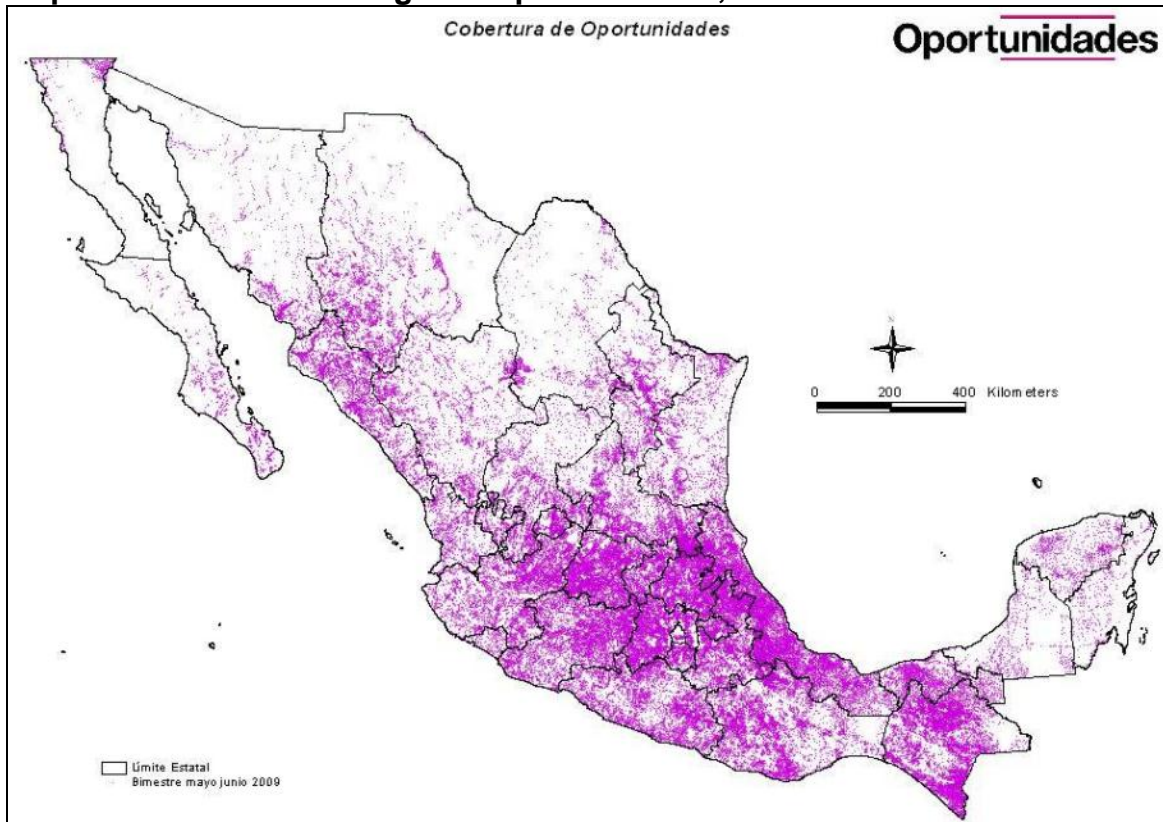 Cobertura de Oportunidades
Oportunidades
0 200 400 Kilometers
Límite Estatal
Bimestre mayo junio 2009